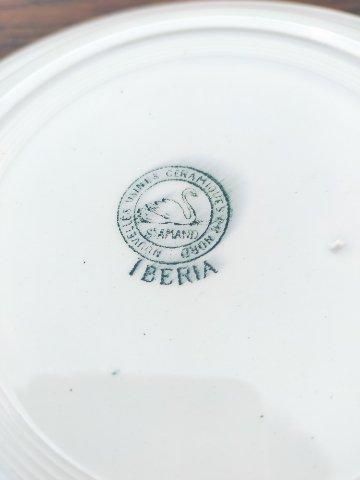 NOUVELLES USINES CERAMIQUES DU NORD
St AMAND
IBERIA